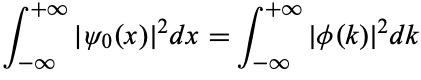 ∫_{−∞}^{+∞} |ψ₀(x)|² dx = ∫_{−∞}^{+∞} |ϕ(k)|² dk